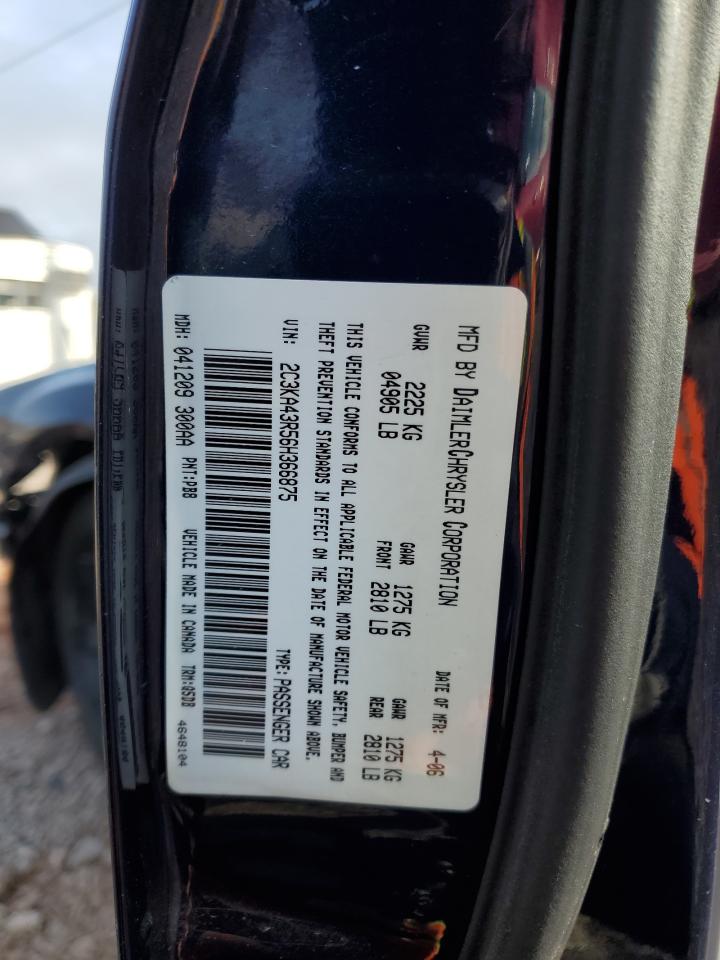 MFD BY DAIMLERCHRYSLER CORPORATION
DATE OF MFR: 4-06
GVWR 2225 KG 04905 LB
GAWR FRONT 1275 KG 2810 LB
GAWR REAR 1275 KG 2810 LB
THIS VEHICLE CONFORMS TO ALL APPLICABLE FEDERAL MOTOR VEHICLE SAFETY, BUMPER AND
THEFT PREVENTION STANDARDS IN EFFECT ON THE DATE OF MANUFACTURE SHOWN ABOVE.
VIN: 2C3KA43R56H366875 TYPE: PASSENGER CAR
MDH: 041209 300AA PNT:PB8 VEHICLE MADE IN CANADA TRM:05DB 4648104